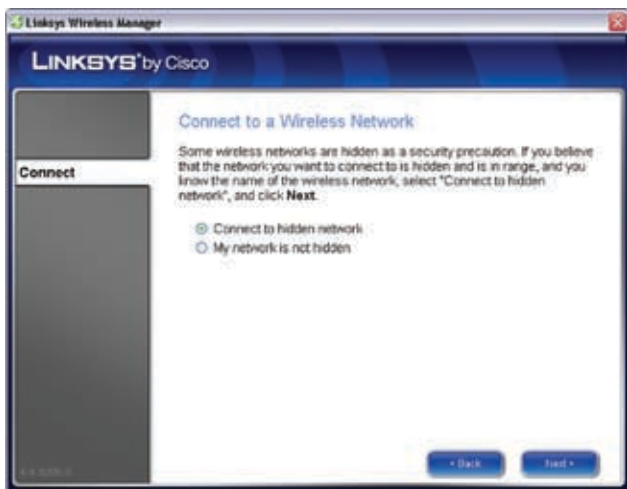 Linksys Wireless Manager
LINKSYS® by Cisco
Connect to a Wireless Network
Some wireless networks are hidden as a security precaution. If you believe
that the network you want to connect to is hidden and is in range, and you
know the name of the wireless network, select "Connect to hidden
network", and click Next.
Connect
Connect to hidden network
My network is not hidden
Back
Next